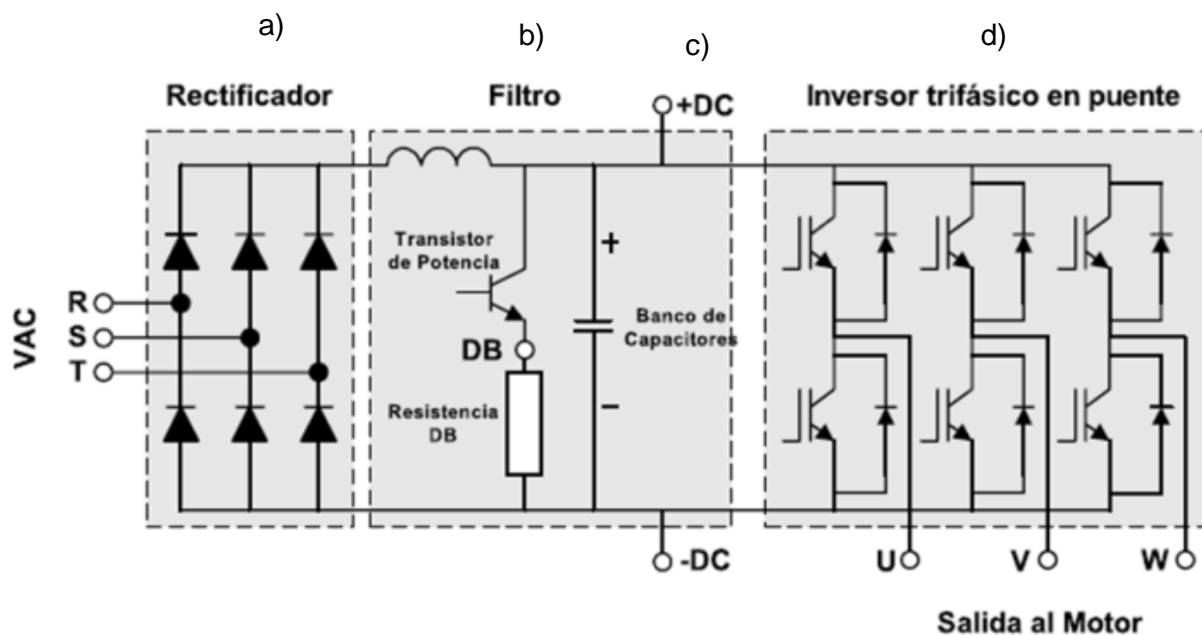 a)
b)
c)
d)
Rectificador
Filtro
+DC
Inversor trifásico en puente
Transistor
de Potencia
+
VAC
R
S
T
DB
Banco de
Capacitores
Resistencia
DB
−
-DC
U
V
W
Salida al Motor